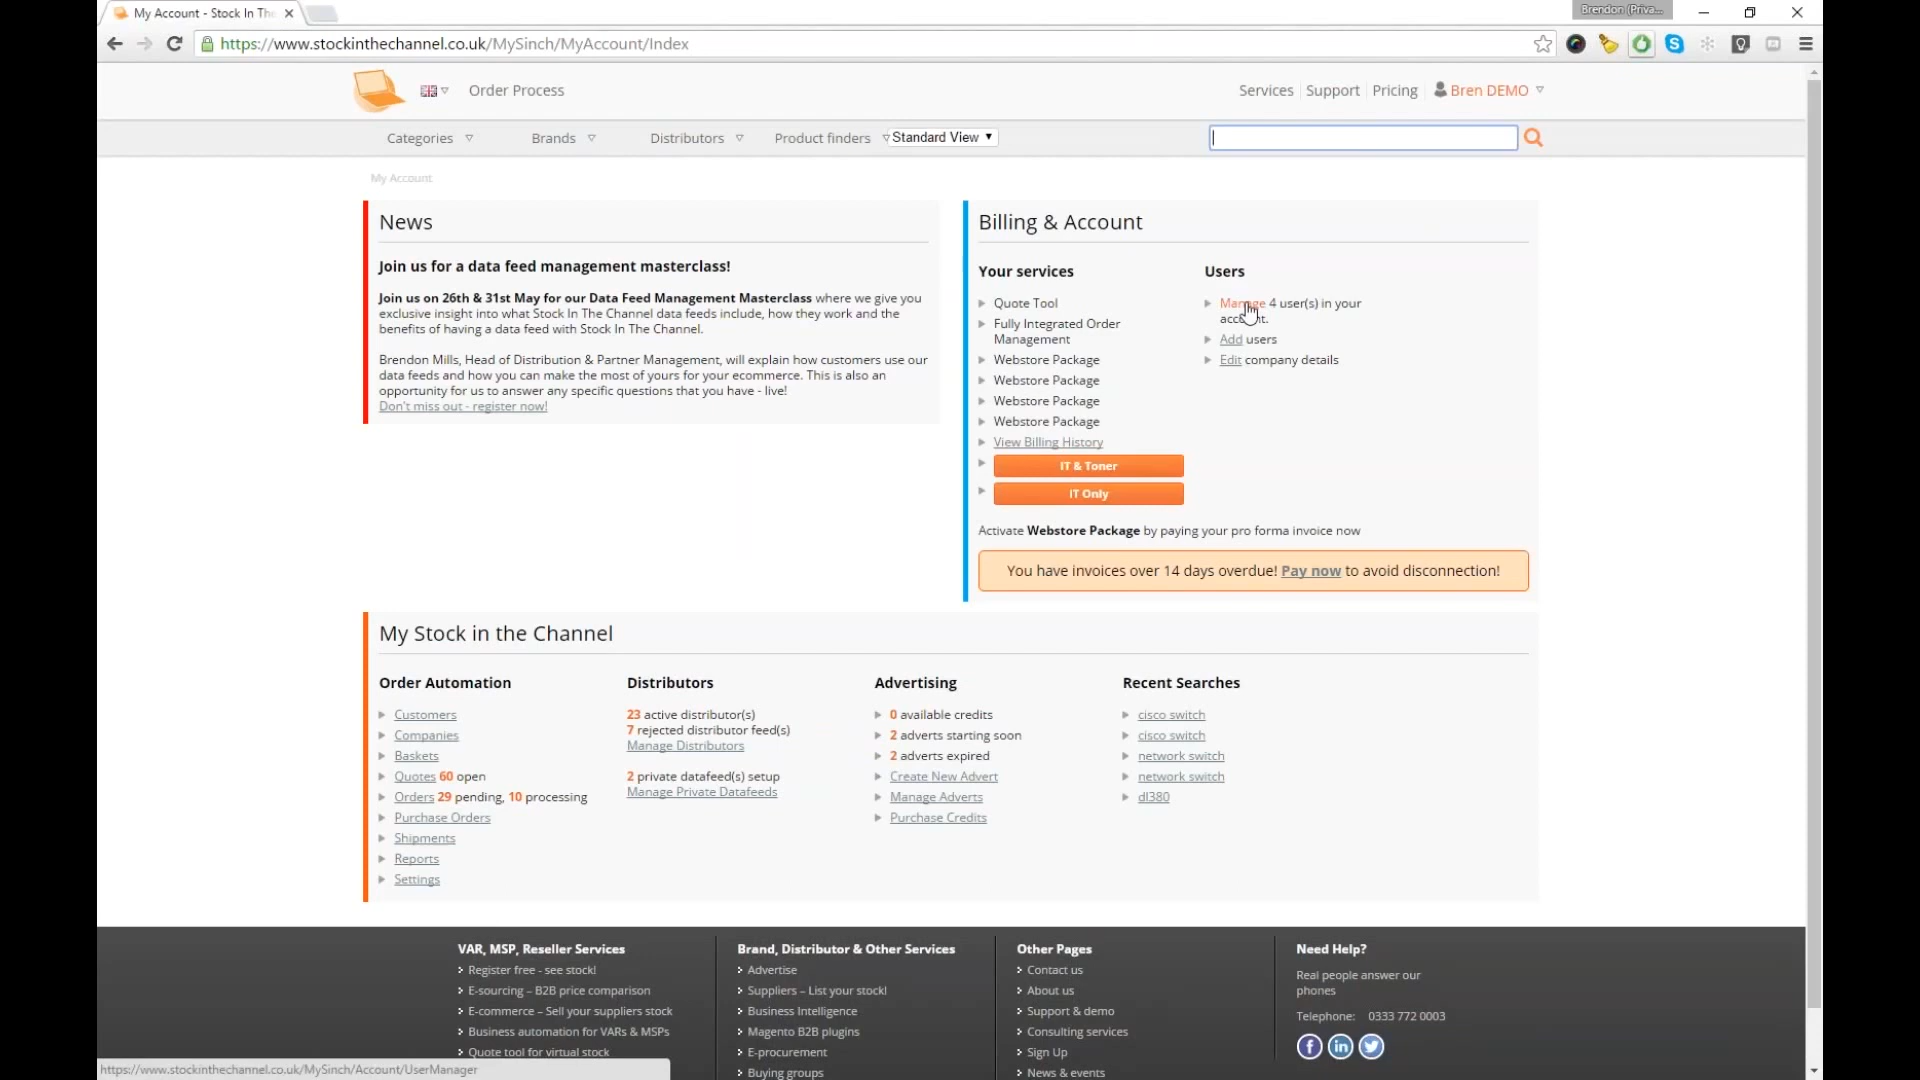 My Account - Stock In The
Brendon (Priva...
https://www.stockinthechannel.co.uk/MySinch/MyAccount/Index
Order Process
Services
Support
Pricing
Bren DEMO
Categories
Brands
Distributors
Product finders
Standard View
My Account
News
Join us for a data feed management masterclass!
Join us on 26th & 31st May for our Data Feed Management Masterclass where we give you
exclusive insight into what Stock In The Channel data feeds include, how they work and the
benefits of having a data feed with Stock In The Channel.
Brendon Mills, Head of Distribution & Partner Management, will explain how customers use our
data feeds and how you can make the most of yours for your ecommerce. This is also an
opportunity for us to answer any specific questions that you have - live!
Don't miss out - register now!
Billing & Account
Your services
Quote Tool
Fully Integrated Order
Management
Webstore Package
Webstore Package
Webstore Package
Webstore Package
View Billing History
IT & Toner
IT Only
Users
Manage 4 user(s) in your
account.
Add users
Edit company details
Activate Webstore Package by paying your pro forma invoice now
You have invoices over 14 days overdue! Pay now to avoid disconnection!
My Stock in the Channel
Order Automation
Customers
Companies
Baskets
Quotes 60 open
Orders 29 pending, 10 processing
Purchase Orders
Shipments
Reports
Settings
Distributors
23 active distributor(s)
7 rejected distributor feed(s)
Manage Distributors
2 private datafeed(s) setup
Manage Private Datafeeds
Advertising
0 available credits
2 adverts starting soon
2 adverts expired
Create New Advert
Manage Adverts
Purchase Credits
Recent Searches
cisco switch
cisco switch
network switch
network switch
dl380
VAR, MSP, Reseller Services
Register free - see stock!
E-sourcing – B2B price comparison
E-commerce – Sell your suppliers stock
Business automation for VARs & MSPs
Quote tool for virtual stock
Brand, Distributor & Other Services
Advertise
Suppliers – List your stock!
Business Intelligence
Magento B2B plugins
E-procurement
Buying groups
Other Pages
Contact us
About us
Support & demo
Consulting services
Sign Up
News & events
Need Help?
Real people answer our
phones
Telephone: 0333 772 0003
https://www.stockinthechannel.co.uk/MySinch/Account/UserManager